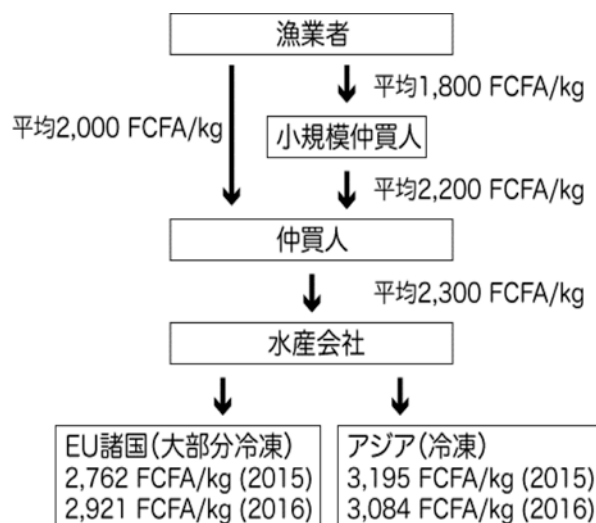 漁業者
平均1,800 FCFA/kg
平均2,000 FCFA/kg
小規模仲買人
平均2,200 FCFA/kg
仲買人
平均2,300 FCFA/kg
水産会社
EU諸国(大部分冷凍)
2,762 FCFA/kg (2015)
2,921 FCFA/kg (2016)
アジア(冷凍)
3,195 FCFA/kg (2015)
3,084 FCFA/kg (2016)